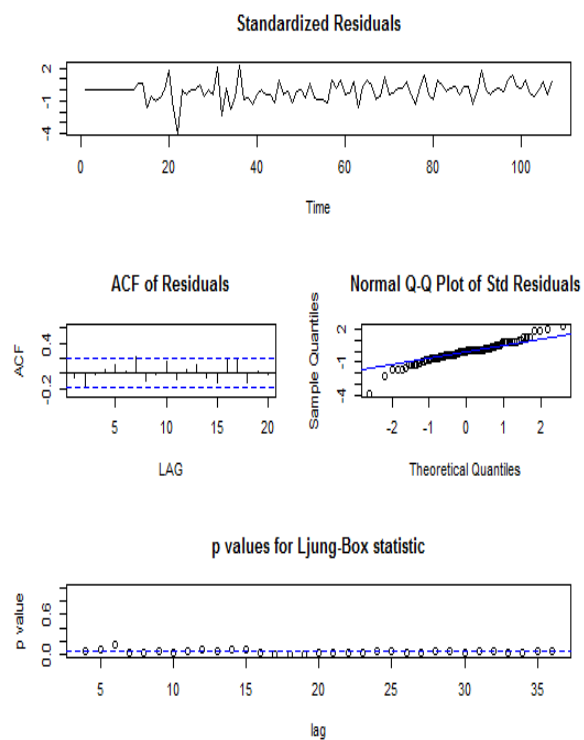 Standardized Residuals
2
-1
-4
0 20 40 60 80 100
Time
ACF of Residuals
ACF
0.4
-0.2
5 10 15 20
LAG
Normal Q-Q Plot of Std Residuals
Sample Quantiles
2
-1
-4
-2 -1 0 1 2
Theoretical Quantiles
p values for Ljung-Box statistic
p value
0.6
0.0
5 10 15 20 25 30 35
lag